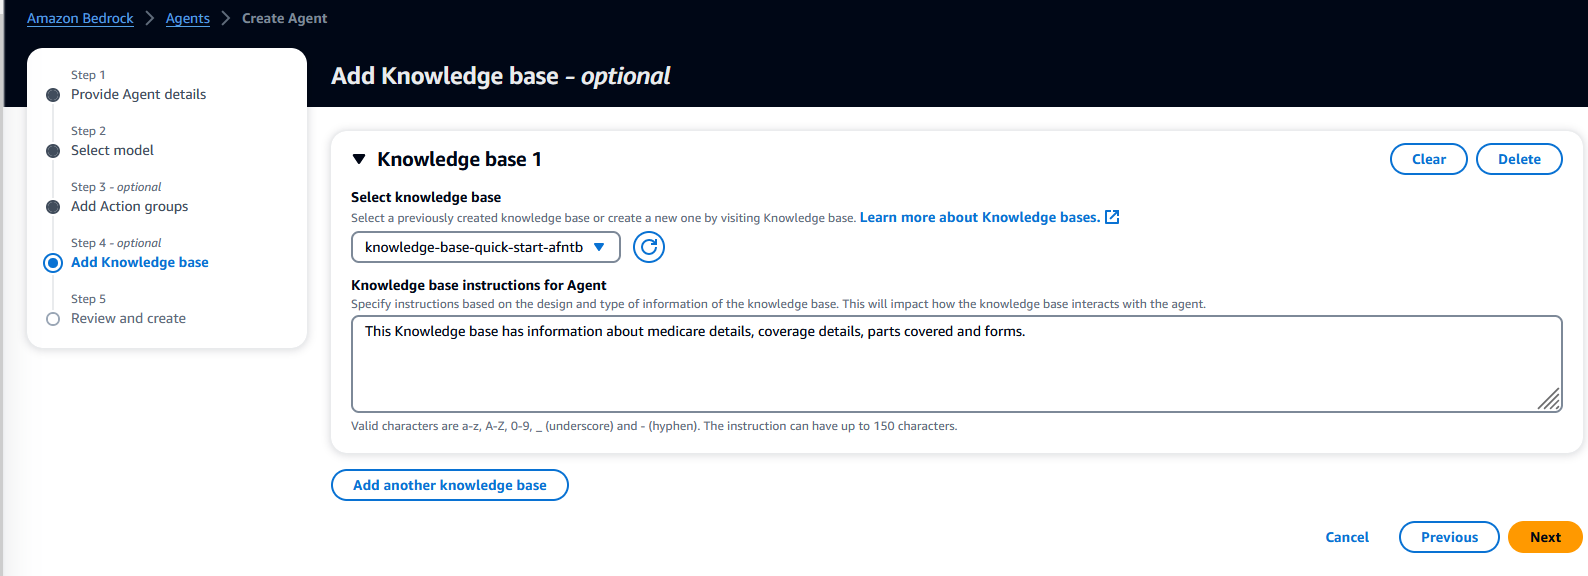 Amazon Bedrock > Agents > Create Agent
Step 1
Provide Agent details
Step 2
Select model
Step 3 - optional
Add Action groups
Step 4 - optional
Add Knowledge base
Step 5
Review and create
Add Knowledge base - optional
Knowledge base 1
Clear
Delete
Select knowledge base
Select a previously created knowledge base or create a new one by visiting Knowledge base. Learn more about Knowledge bases.
knowledge-base-quick-start-afntb
Knowledge base instructions for Agent
Specify instructions based on the design and type of information of the knowledge base. This will impact how the knowledge base interacts with the agent.
This Knowledge base has information about medicare details, coverage details, parts covered and forms.
Valid characters are a-z, A-Z, 0-9, _ (underscore) and - (hyphen). The instruction can have up to 150 characters.
Add another knowledge base
Cancel
Previous
Next